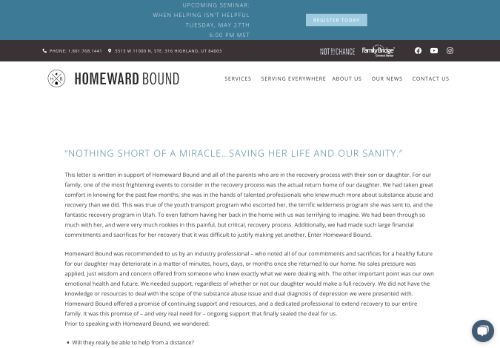 UPCOMING SEMINAR:
WHEN HELPING ISN'T HELPFUL
TUESDAY, MAY 27TH
6:00 PM MST
REGISTER TODAY
PHONE: 1.801.768.1441
5513 W 11000 N, STE. 316 HIGHLAND, UT 84003
NOT BY CHANCE
FamilyBridge
HOMEWARD BOUND
SERVICES
SERVING EVERYWHERE
ABOUT US
OUR NEWS
CONTACT US
"NOTHING SHORT OF A MIRACLE...SAVING HER LIFE AND OUR SANITY."
This letter is written in support of Homeward Bound and all of the parents who are in the recovery process with their son or daughter. For our
family, one of the most frightening events to consider in the recovery process was the actual return home of our daughter. We had taken great
comfort in knowing for the past few months, she was in the hands of talented professionals who knew much more about substance abuse and
recovery than we did. This was true of the youth transport program who escorted her, the terrific wilderness program she was sent to, and the
fantastic recovery program in Utah. To even fathom having her back in the home with us was terrifying to imagine. We had been through so
much with her, and were very much rookies in this painful, but critical, recovery process. Additionally, we had made such large financial
commitments and sacrifices for her recovery that it was difficult to justify making yet another. Enter Homeward Bound.
Homeward Bound was recommended to us by an industry professional – who noted all of our commitments and sacrifices for a healthy future
for our daughter may deteriorate in a matter of minutes, hours, days, or months once she returned to our home. No sales pressure was
applied, just wisdom and concern offered from someone who knew exactly what we were dealing with. The other important point was our own
emotional health and future. We needed support, regardless of whether or not our daughter would make a full recovery. We did not have the
knowledge or resources to deal with the scope of the substance abuse issue and dual diagnosis of depression we were presented with.
Homeward Bound offered a promise of continuing support and resources, and a dedicated professional to extend recovery to our entire
family. It was this promise of – and very real need for – ongoing support that finally sealed the deal for us.
Prior to speaking with Homeward Bound, we wondered:
• Will they really be able to help from a distance?